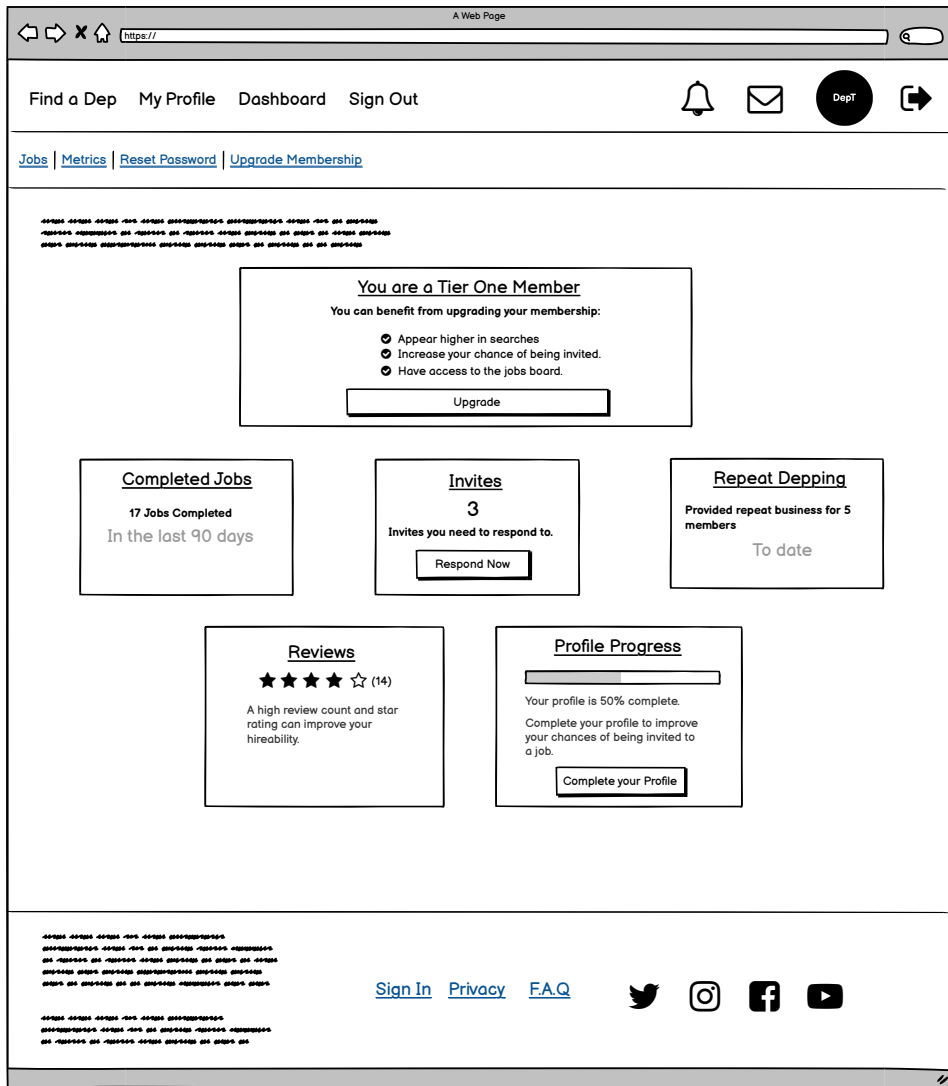 A Web Page
https://
Find a Dep My Profile Dashboard Sign Out
DepT
Jobs | Metrics | Reset Password | Upgrade Membership
You are a Tier One Member
You can benefit from upgrading your membership:
Appear higher in searches
Increase your chance of being invited.
Have access to the jobs board.
Upgrade
Completed Jobs
17 Jobs Completed
In the last 90 days
Invites
3
Invites you need to respond to.
Respond Now
Repeat Depping
Provided repeat business for 5
members
To date
Reviews
(14)
A high review count and star
rating can improve your
hireability.
Profile Progress
Your profile is 50% complete.
Complete your profile to improve
your chances of being invited to
a job.
Complete your Profile
Sign In Privacy F.A.Q